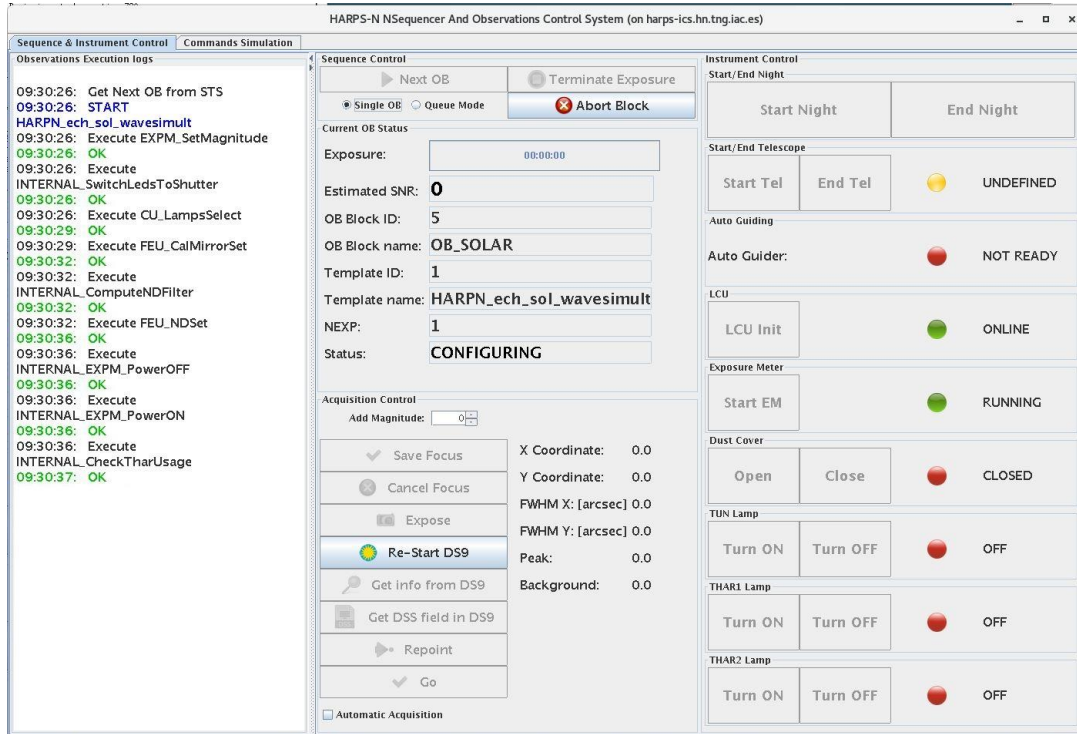 HARPS-N NSequencer And Observations Control System (on harps-ics.hn.tng.iac.es)
Sequence & Instrument Control
Commands Simulation
Observations Execution logs
09:30:26: Get Next OB from STS
09:30:26: START
HARPN_ech_sol_wavesimult
09:30:26: Execute EXPM_SetMagnitude
09:30:26: OK
09:30:26: Execute
INTERNAL_SwitchLedsToShutter
09:30:26: OK
09:30:26: Execute CU_LampsSelect
09:30:29: OK
09:30:29: Execute FEU_CalMirrorSet
09:30:32: OK
09:30:32: Execute
INTERNAL_ComputeNDFilter
09:30:32: OK
09:30:32: Execute FEU_NDSet
09:30:36: OK
09:30:36: Execute
INTERNAL_EXPM_PowerOFF
09:30:36: OK
09:30:36: Execute
INTERNAL_EXPM_PowerON
09:30:36: OK
09:30:36: Execute
INTERNAL_CheckTharUsage
09:30:37: OK
Sequence Control
Next OB
Terminate Exposure
Single OB
Queue Mode
Abort Block
Current OB Status
Exposure: 00:00:00
Estimated SNR: 0
OB Block ID: 5
OB Block name: OB_SOLAR
Template ID: 1
Template name: HARPN_ech_sol_wavesimult
NEXP: 1
Status: CONFIGURING
Acquisition Control
Add Magnitude: 0
Save Focus
Cancel Focus
Expose
Re-Start DS9
Get info from DS9
Get DSS field in DS9
Repoint
Go
Automatic Acquisition
X Coordinate: 0.0
Y Coordinate: 0.0
FWHM X: [arcsec] 0.0
FWHM Y: [arcsec] 0.0
Peak: 0.0
Background: 0.0
Instrument Control
Start/End Night
Start Night
End Night
Start/End Telescope
Start Tel
End Tel
UNDEFINED
Auto Guiding
Auto Guider: NOT READY
LCU
LCU Init
ONLINE
Exposure Meter
Start EM
RUNNING
Dust Cover
Open
Close
CLOSED
TUN Lamp
Turn ON
Turn OFF
OFF
THAR1 Lamp
Turn ON
Turn OFF
OFF
THAR2 Lamp
Turn ON
Turn OFF
OFF